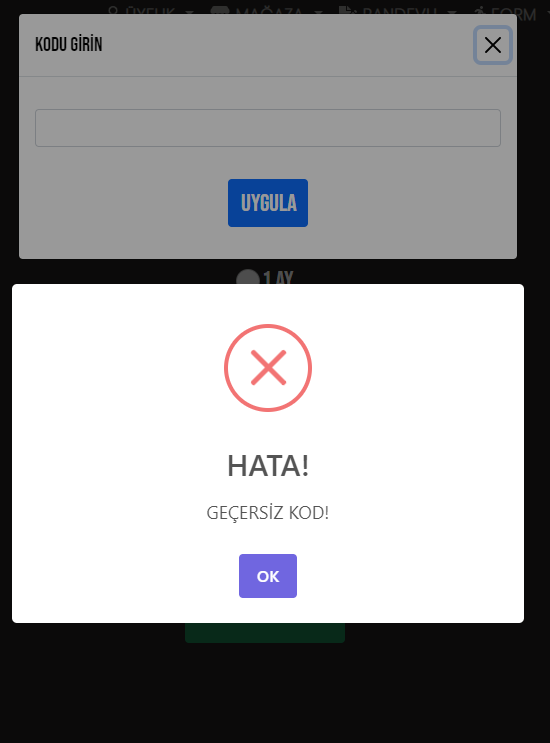 ÜYELİK MAĞAZA RANDEVU FORM
KODU GİRİN
UYGULA
1 AY
HATA!
GEÇERSİZ KOD!
OK